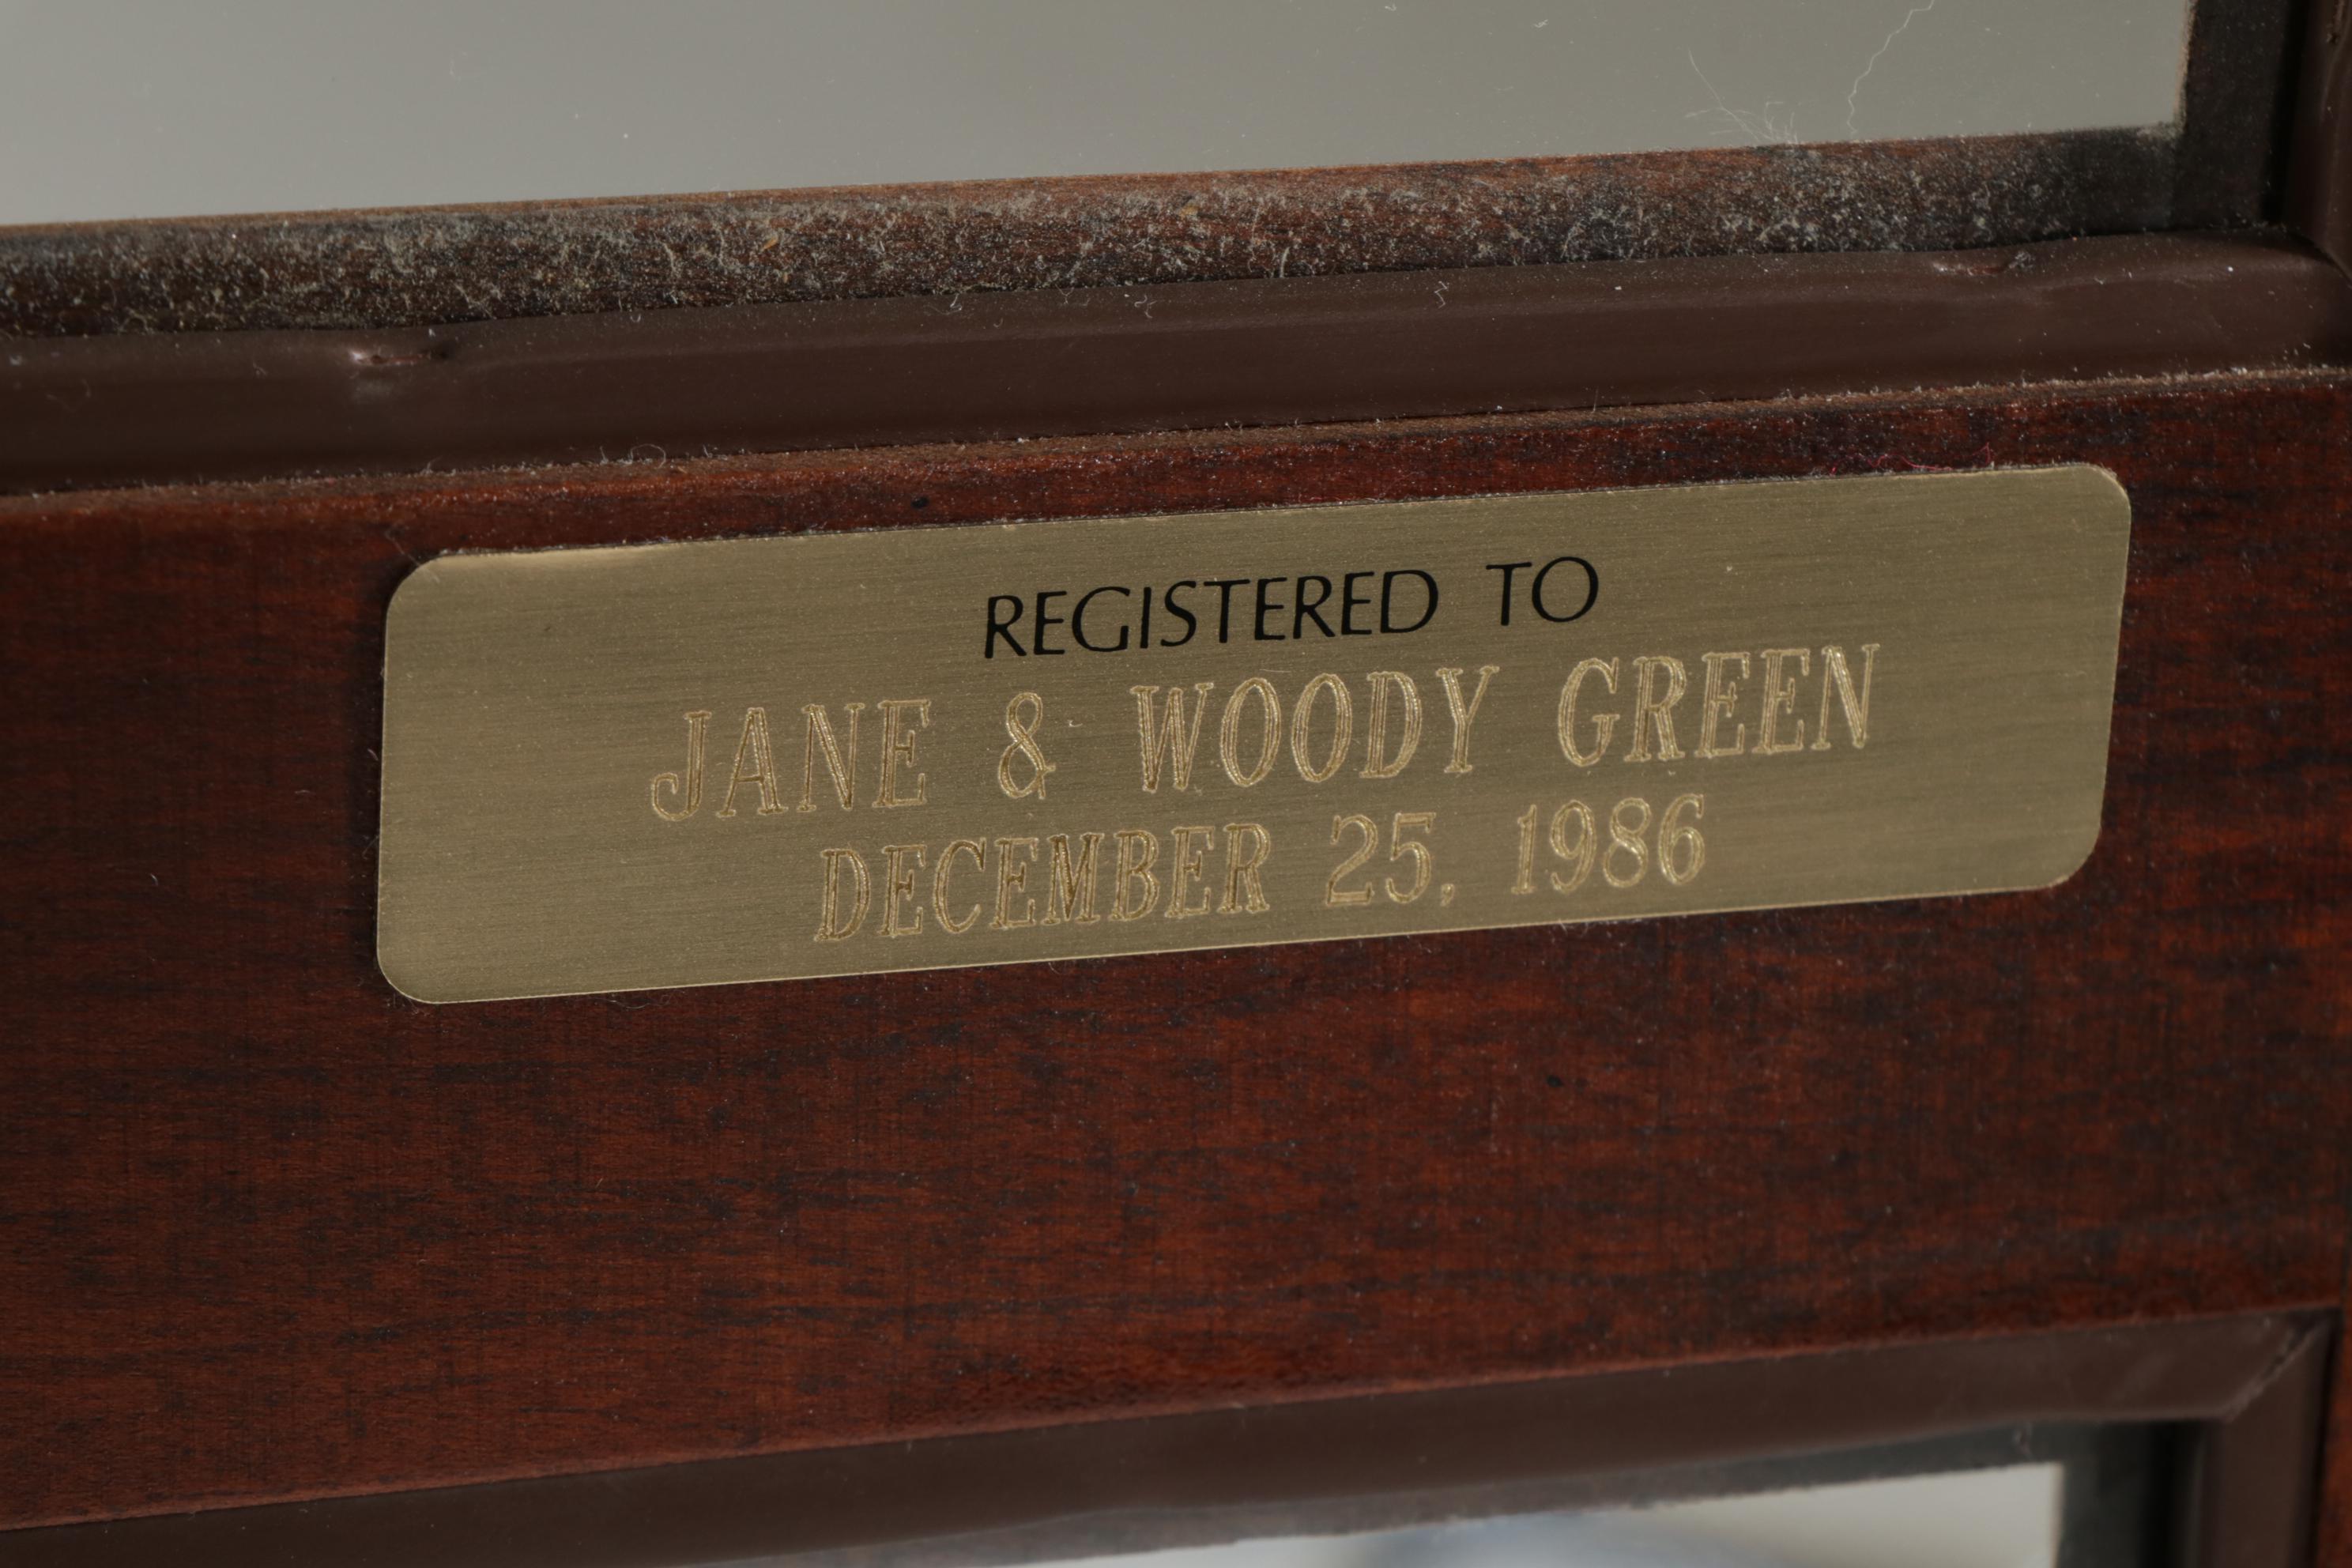 REGISTERED TO
JANE & WOODY GREEN
DECEMBER 25, 1986